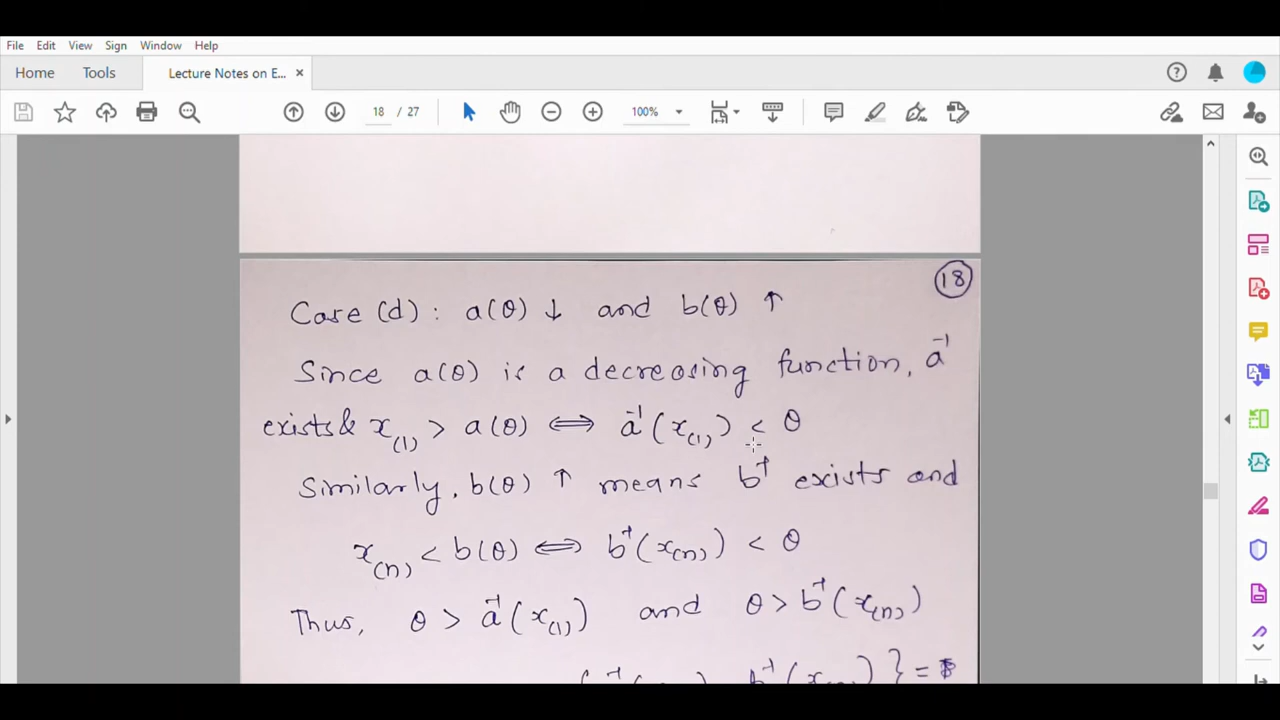 File Edit View Sign Window Help
Home Tools Lecture Notes on E... ×
18 / 27 100%
18
Case (d) : a(θ) ↓ and b(θ) ↑
Since a(θ) is a decreasing function, a⁻¹
exists & x₍₁₎ > a(θ) ⟺ a⁻¹(x₍₁₎) < θ
Similarly, b(θ) ↑ means b⁻¹ exists and
x₍ₙ₎ < b(θ) ⟺ b⁻¹(x₍ₙ₎) < θ
Thus, θ > a⁻¹(x₍₁₎) and θ > b⁻¹(x₍ₙ₎)